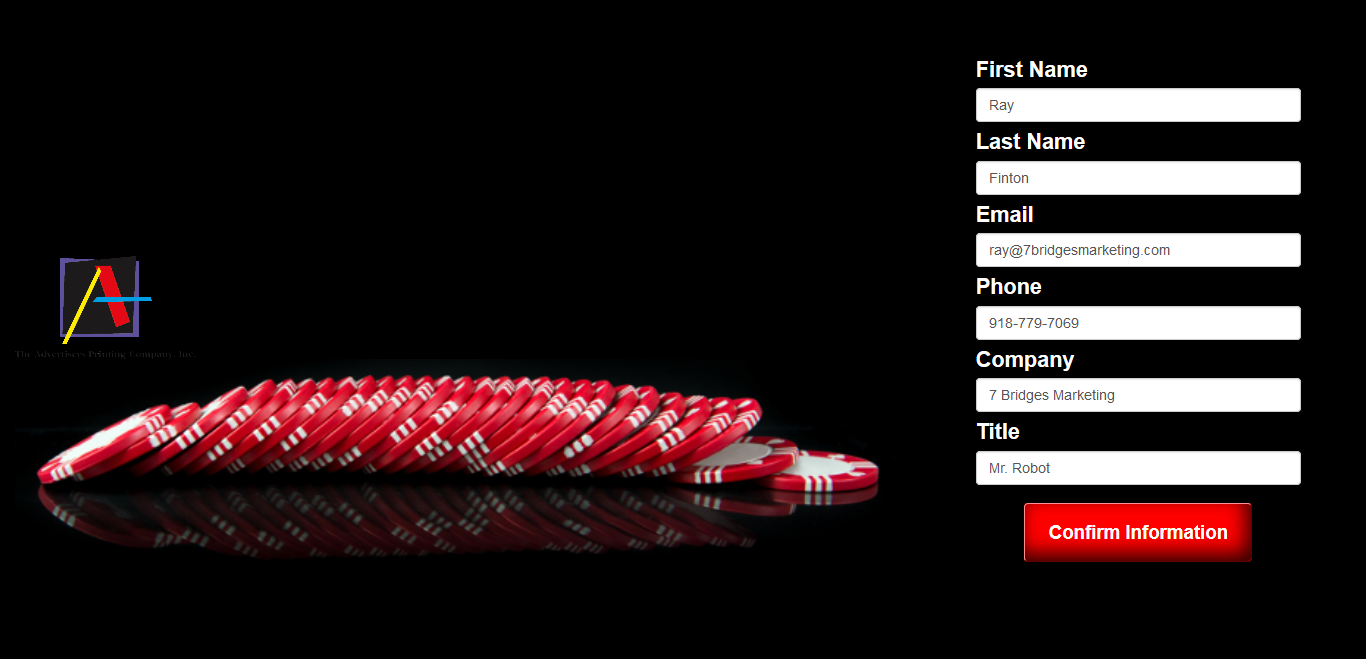 The Advertisers Printing Company, Inc.
First Name
Ray
Last Name
Finton
Email
ray@7bridgesmarketing.com
Phone
918-779-7069
Company
7 Bridges Marketing
Title
Mr. Robot
Confirm Information